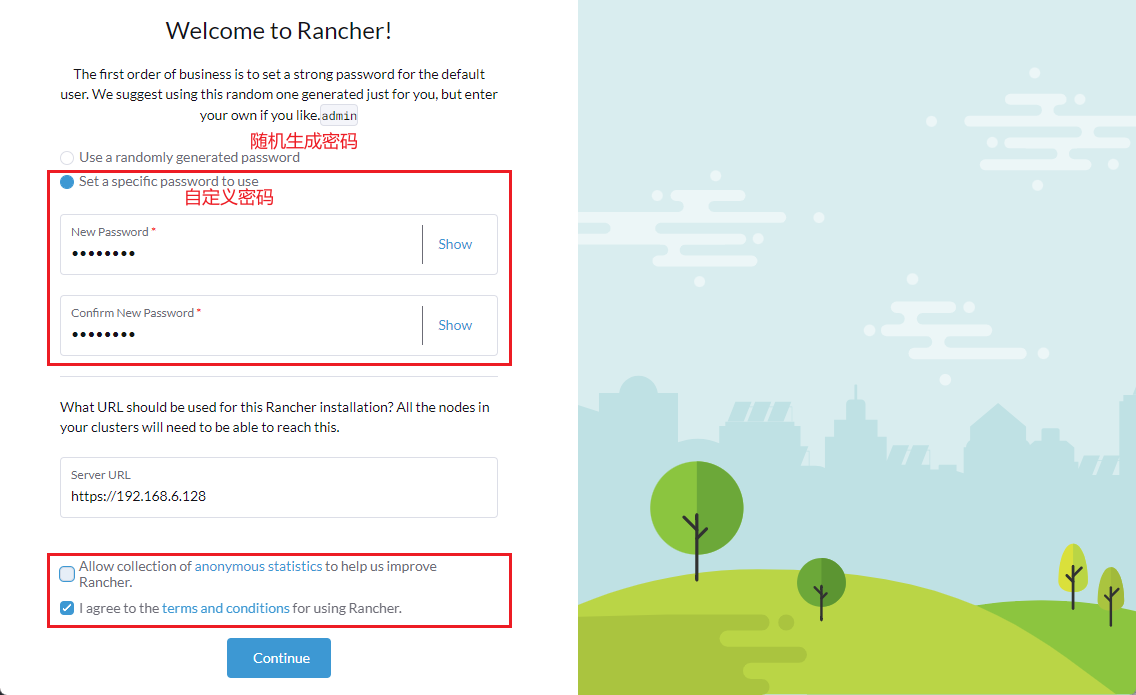 Welcome to Rancher!
The first order of business is to set a strong password for the default
user. We suggest using this random one generated just for you, but enter
your own if you like.admin
随机生成密码
Use a randomly generated password
Set a specific password to use
自定义密码
New Password *
••••••••
Show
Confirm New Password *
••••••••
Show
What URL should be used for this Rancher installation? All the nodes in
your clusters will need to be able to reach this.
Server URL
https://192.168.6.128
Allow collection of anonymous statistics to help us improve
Rancher.
I agree to the terms and conditions for using Rancher.
Continue